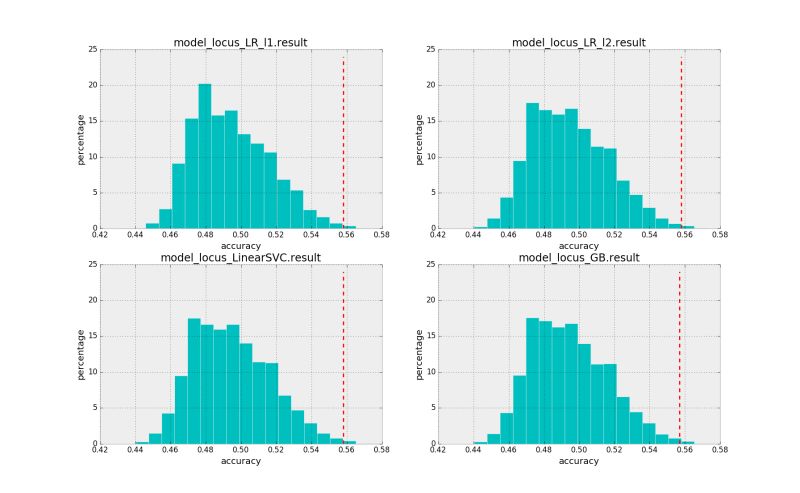 model_locus_LR_l1.result
25
20
15
10
5
0
percentage
0.42 0.44 0.46 0.48 0.50 0.52 0.54 0.56 0.58
accuracy
model_locus_LR_l2.result
25
20
15
10
5
0
percentage
0.42 0.44 0.46 0.48 0.50 0.52 0.54 0.56 0.58
accuracy
model_locus_LinearSVC.result
25
20
15
10
5
0
percentage
0.42 0.44 0.46 0.48 0.50 0.52 0.54 0.56 0.58
accuracy
model_locus_GB.result
25
20
15
10
5
0
percentage
0.42 0.44 0.46 0.48 0.50 0.52 0.54 0.56 0.58
accuracy